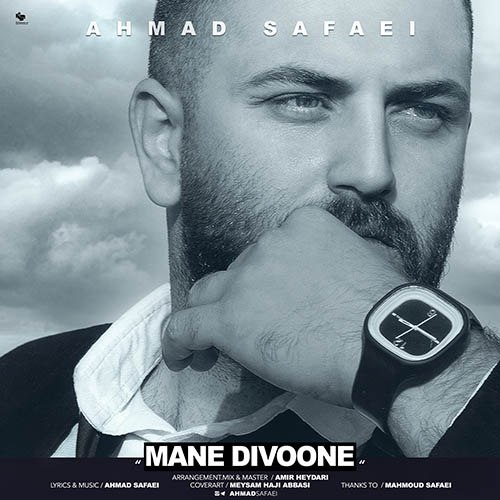 AHMAD SAFAEI
" MANE DIVOONE "
ARRANGEMENT.MIX & MASTER / AMIR HEYDARI
LYRICS & MUSIC / AHMAD SAFAEI
COVERART / MEYSAM HAJI ABBASI
THANKS TO / MAHMOUD SAFAEI
AHMADSAFAEI